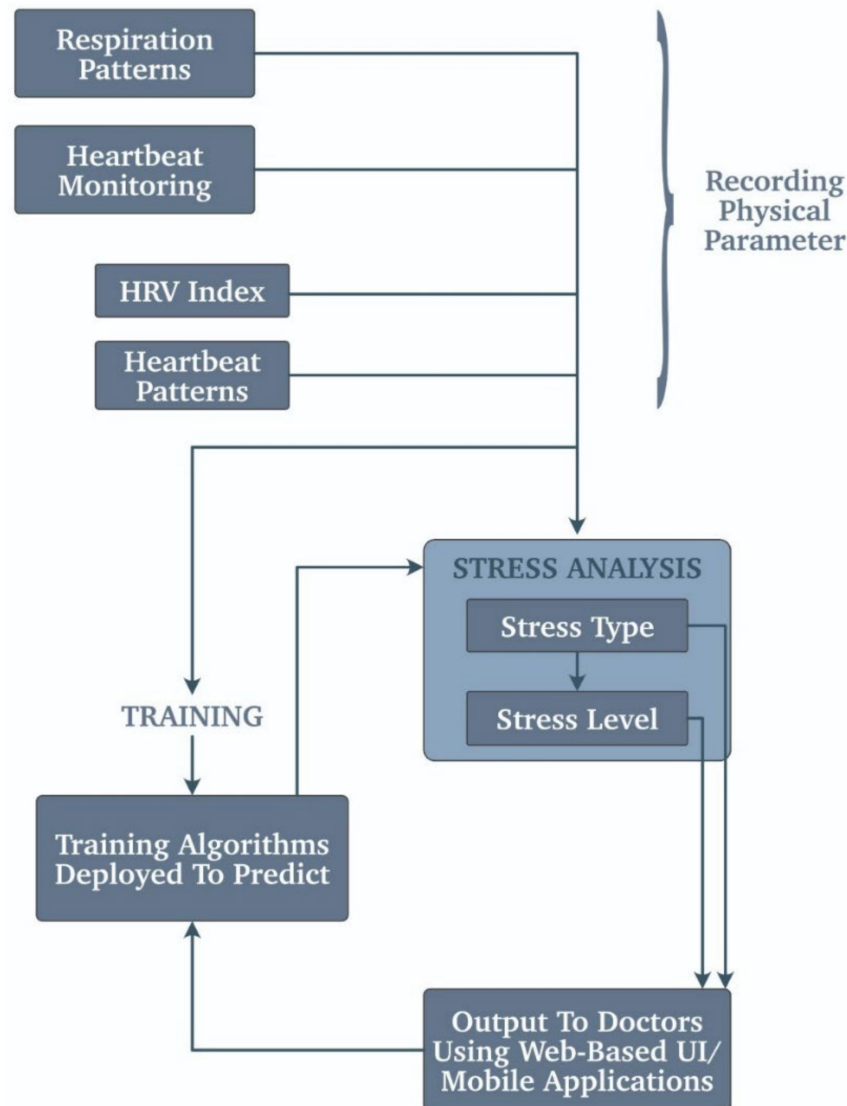 Respiration
Patterns
Heartbeat
Monitoring
Recording
Physical
Parameter
HRV Index
Heartbeat
Patterns
STRESS ANALYSIS
Stress Type
Stress Level
TRAINING
Training Algorithms
Deployed To Predict
Output To Doctors
Using Web-Based UI/
Mobile Applications